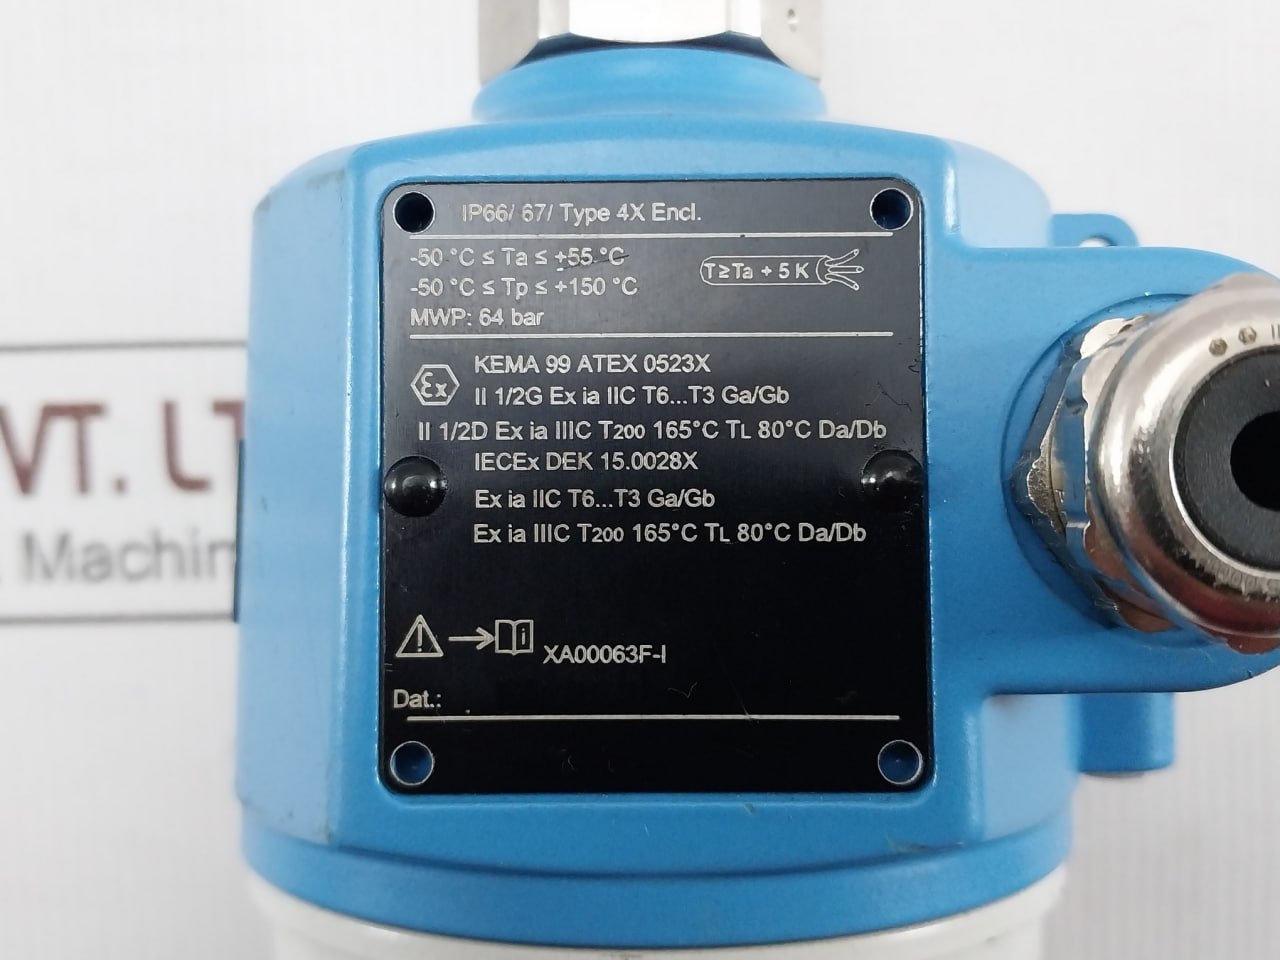 IP66/ 67/ Type 4X Encl.
-50 °C ≤ Ta ≤ +55 °C
T≥Ta + 5 K
-50 °C ≤ Tp ≤ +150 °C
MWP: 64 bar
KEMA 99 ATEX 0523X
Ex
II 1/2G Ex ia IIC T6...T3 Ga/Gb
II 1/2D Ex ia IIIC T200 165°C TL 80°C Da/Db
IECEx DEK 15.0028X
Ex ia IIC T6...T3 Ga/Gb
Ex ia IIIC T200 165°C TL 80°C Da/Db
! i XA00063F-I
Dat.:
VT. LT
Machin